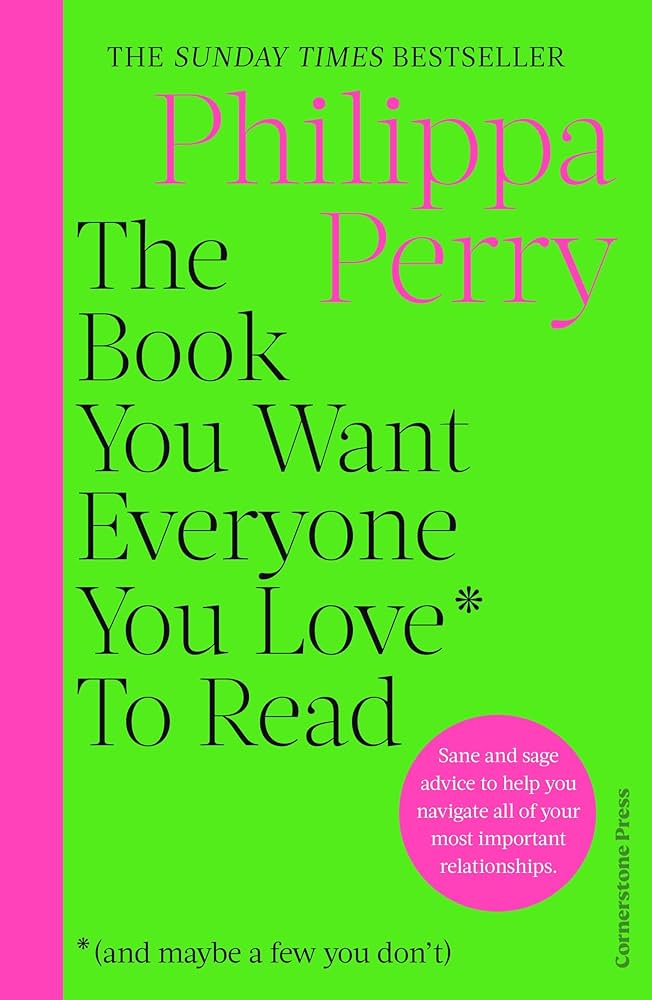 THE SUNDAY TIMES BESTSELLER
Philippa
Perry
The
Book
You Want
Everyone
You Love*
To Read
Sane and sage
advice to help you
navigate all of your
most important
relationships.
*(and maybe a few you don't)
Cornerstone Press